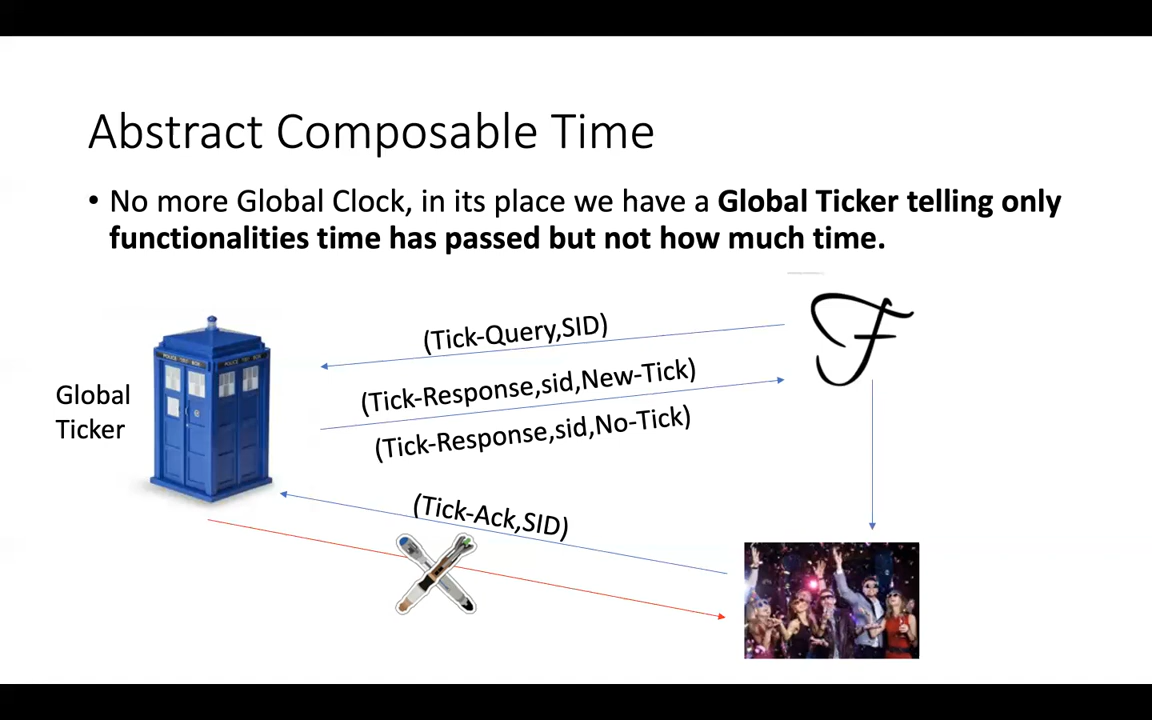 Abstract Composable Time
• No more Global Clock, in its place we have a Global Ticker telling only
functionalities time has passed but not how much time.
(Tick-Query,SID)
F
(Tick-Response,sid,New-Tick)
(Tick-Response,sid,No-Tick)
Global
Ticker
(Tick-Ack,SID)